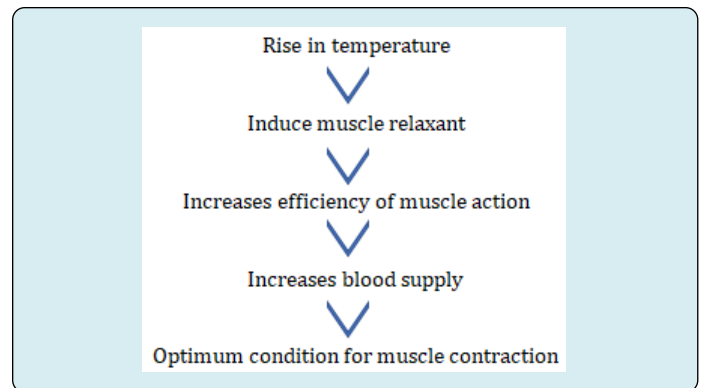 Rise in temperature
Induce muscle relaxant
Increases efficiency of muscle action
Increases blood supply
Optimum condition for muscle contraction